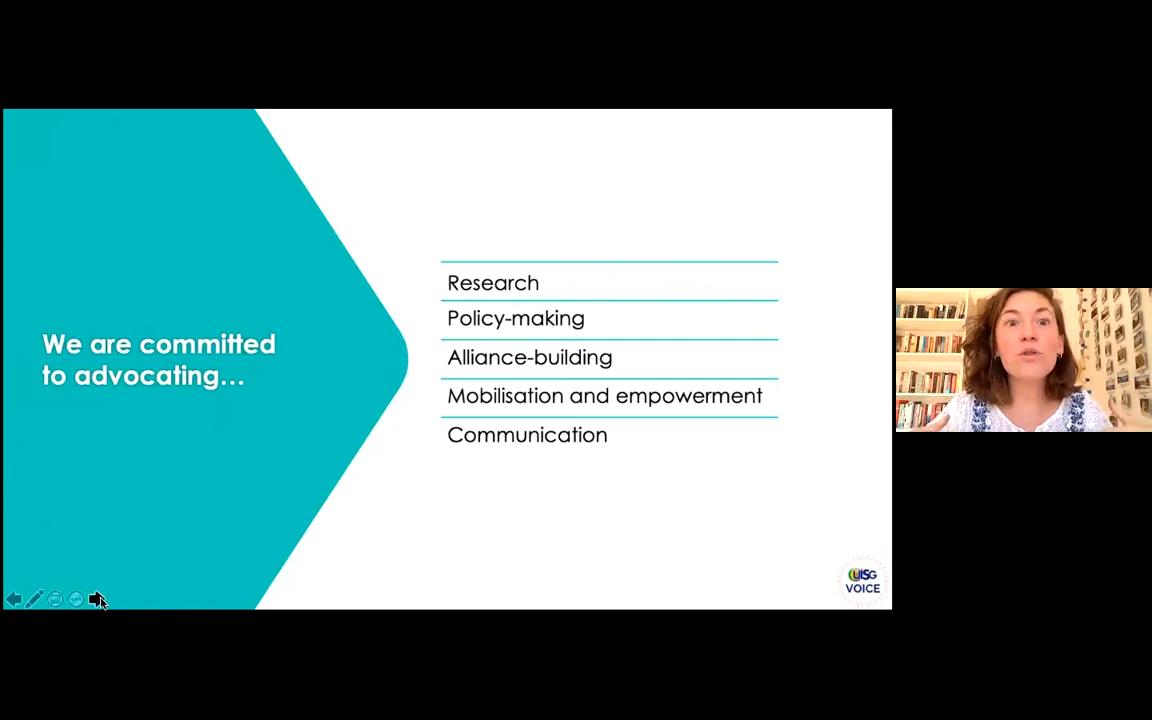 We are committed
to advocating...
Research
Policy-making
Alliance-building
Mobilisation and empowerment
Communication
UISG
VOICE